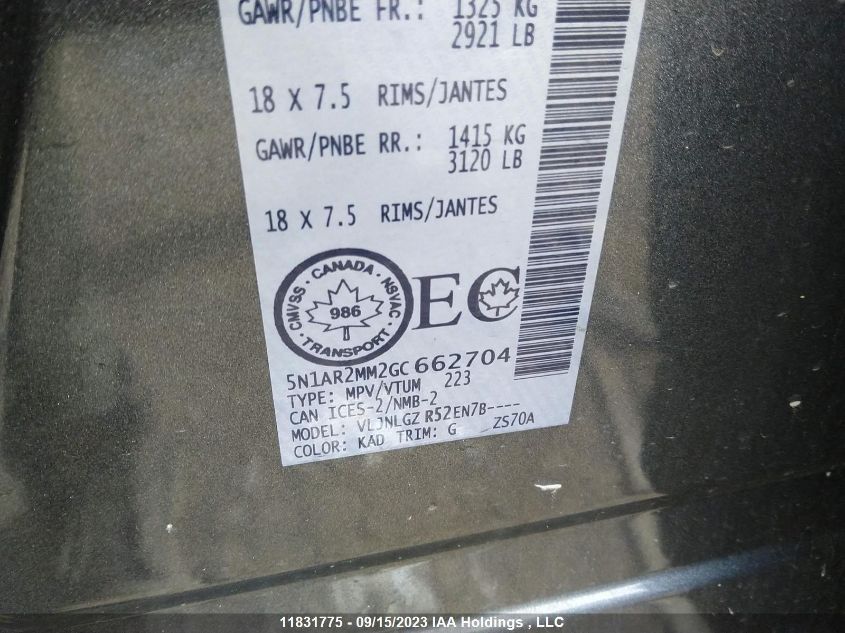 GAWR/PNBE FR.: 1325 KG
2921 LB
18 X 7.5 RIMS/JANTES
GAWR/PNBE RR.: 1415 KG
3120 LB
18 X 7.5 RIMS/JANTES
CMVSS · CANADA · NSVAC · TRANSPORT ·
986
EC
5N1AR2MM2GC 662704
TYPE: MPV/VTUM 223
CAN ICES-2/NMB-2
MODEL: VLJNLGZ R52EN7B----
COLOR: KAD TRIM: G ZS70A
11831775 - 09/15/2023 IAA Holdings , LLC